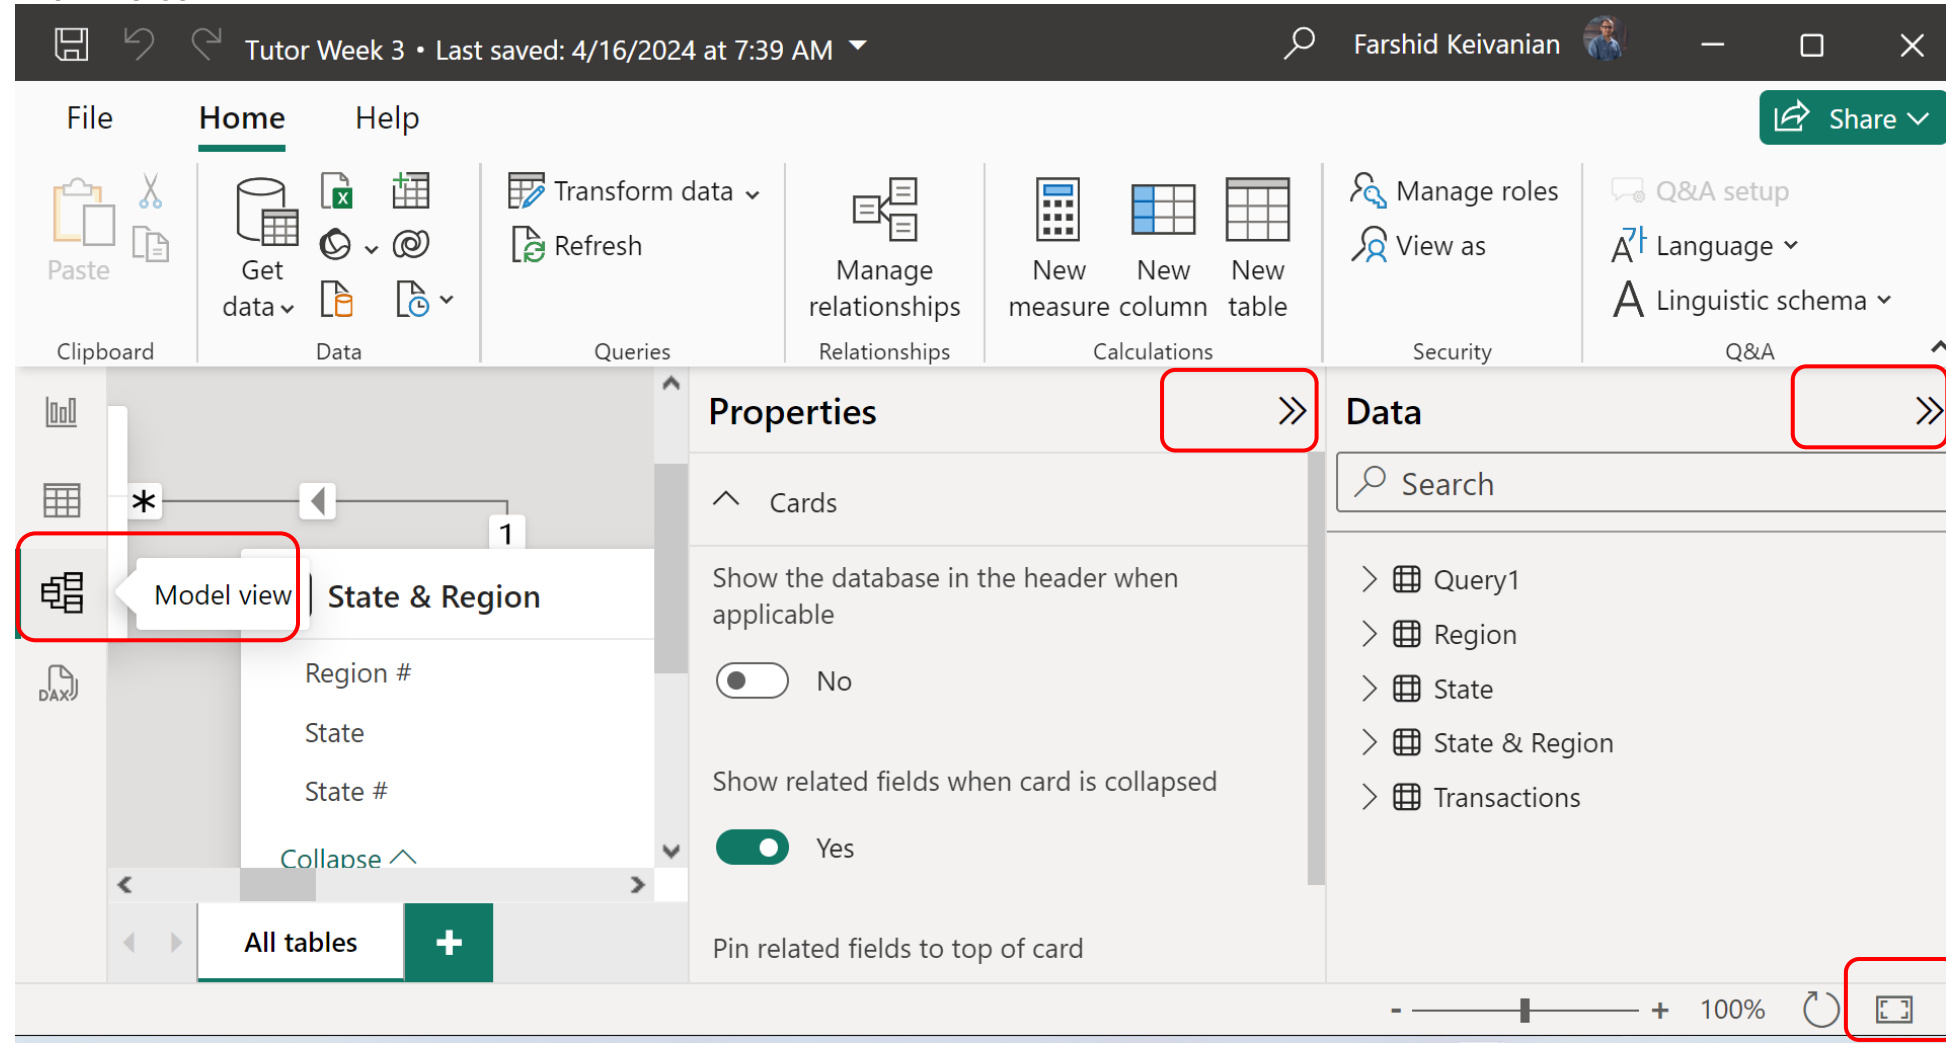 Tutor Week 3 • Last saved: 4/16/2024 at 7:39 AM
Farshid Keivanian
File Home Help
Share
Paste
Get data
Transform data
Refresh
Manage relationships
New measure
New column
New table
Manage roles
View as
Q&A setup
Language
Linguistic schema
Clipboard
Data
Queries
Relationships
Calculations
Security
Q&A
*
1
Model view
State & Region
Region #
State
State #
Collapse
DAX
All tables
+
Properties
Cards
Show the database in the header when
applicable
No
Show related fields when card is collapsed
Yes
Pin related fields to top of card
Data
Search
Query1
Region
State
State & Region
Transactions
- + 100%